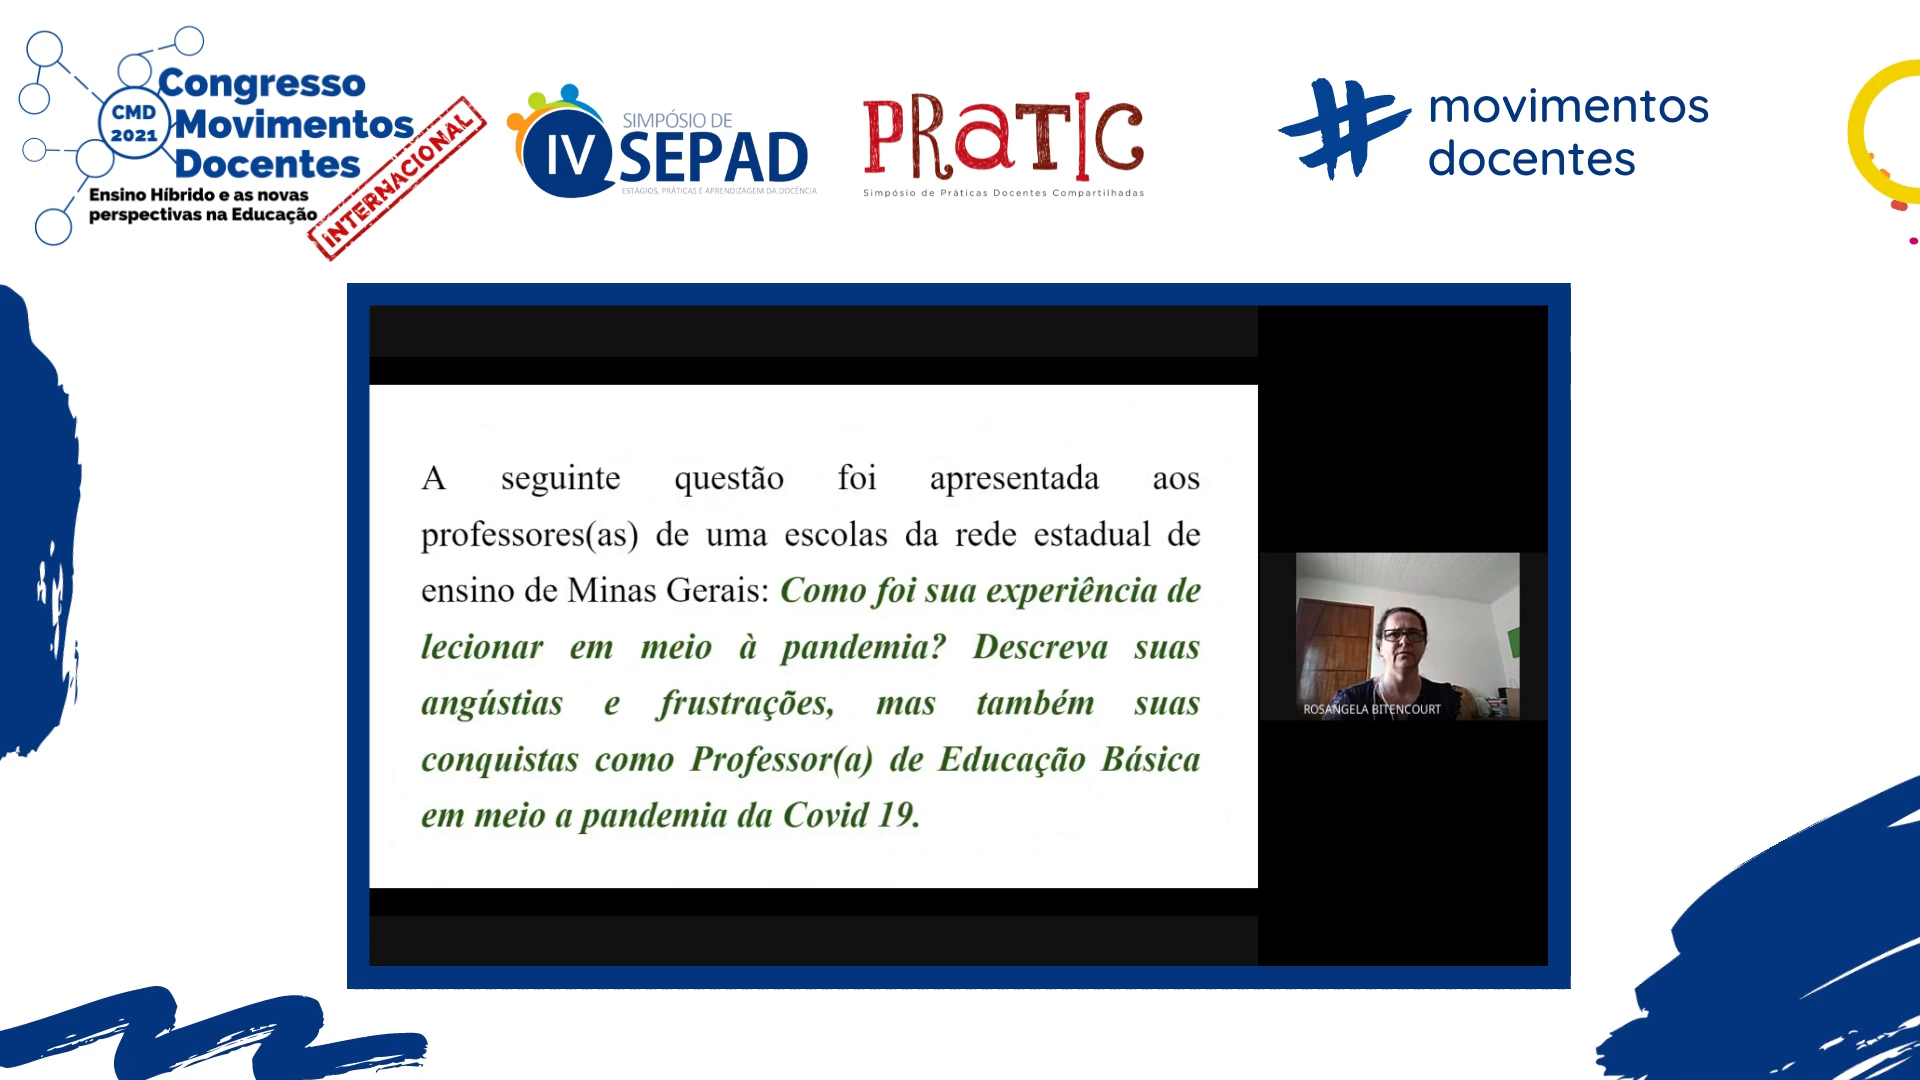 CMD
2021
Congresso
Movimentos
Docentes
Ensino Híbrido e as novas
perspectivas na Educação
INTERNACIONAL
IV
SIMPÓSIO DE
SEPAD
ESTÁGIOS, PRÁTICAS E APRENDIZAGEM DA DOCÊNCIA
PRATIC
Simpósio de Práticas Docentes Compartilhadas
movimentos
docentes
A seguinte questão foi apresentada aos
professores(as) de uma escolas da rede estadual de
ensino de Minas Gerais: Como foi sua experiência de
lecionar em meio à pandemia? Descreva suas
angústias e frustrações, mas também suas
conquistas como Professor(a) de Educação Básica
em meio a pandemia da Covid 19.
ROSANGELA BITENCOURT